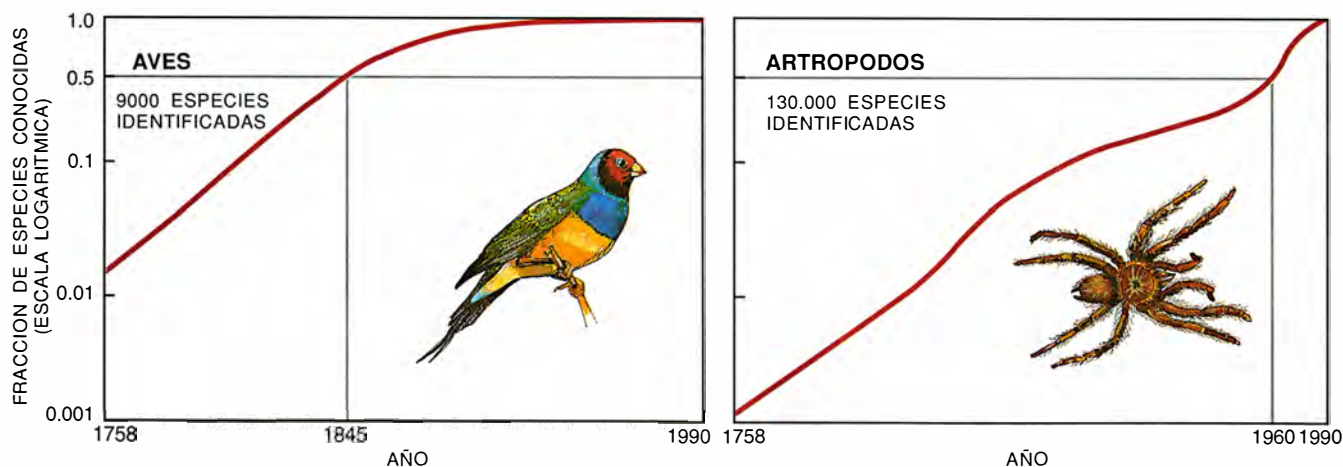 FRACCION DE ESPECIES CONOCIDAS
(ESCALA LOGARITMICA)
1.0
0.5
0.1
0.01
0.001
AVES
9000 ESPECIES
IDENTIFICADAS
1758
1845
1990
AÑO
ARTROPODOS
130.000 ESPECIES
IDENTIFICADAS
1758
1960
1990
AÑO